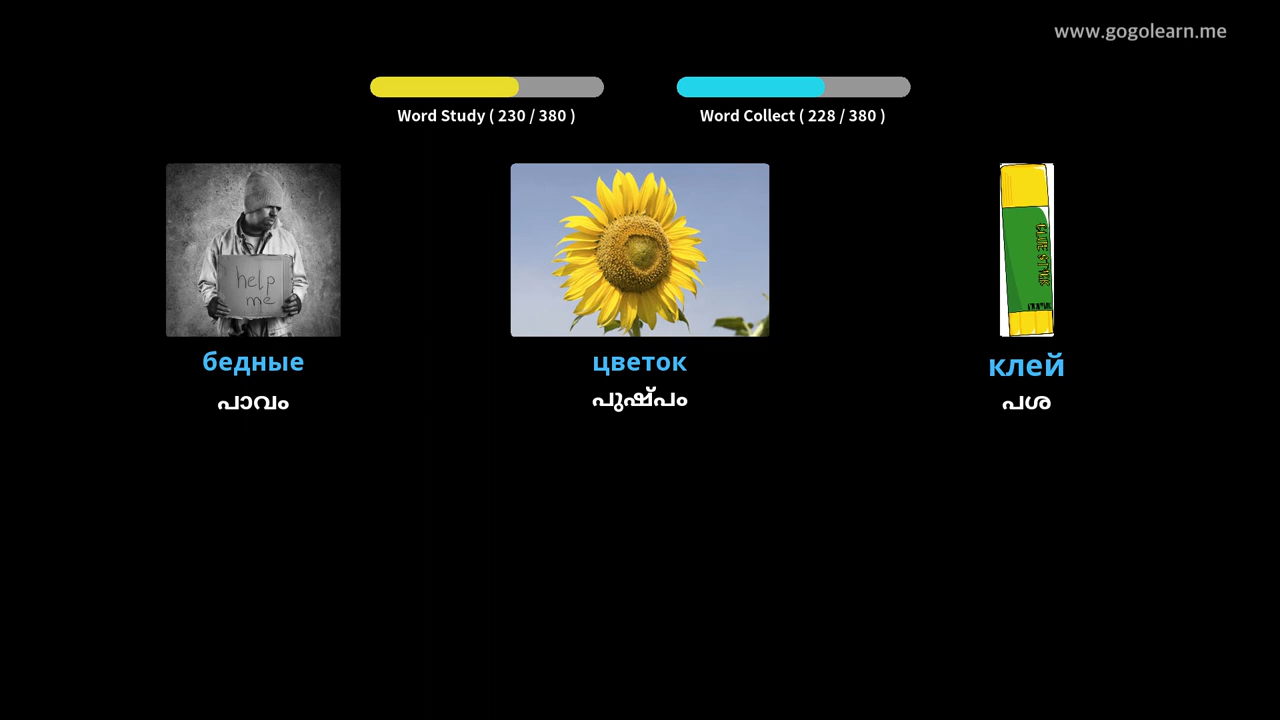 www.gogolearn.me
Word Study ( 230 / 380 )
Word Collect ( 228 / 380 )
help
me
бедные
цветок
клей
പാവം
പുഷ്പം
പശ